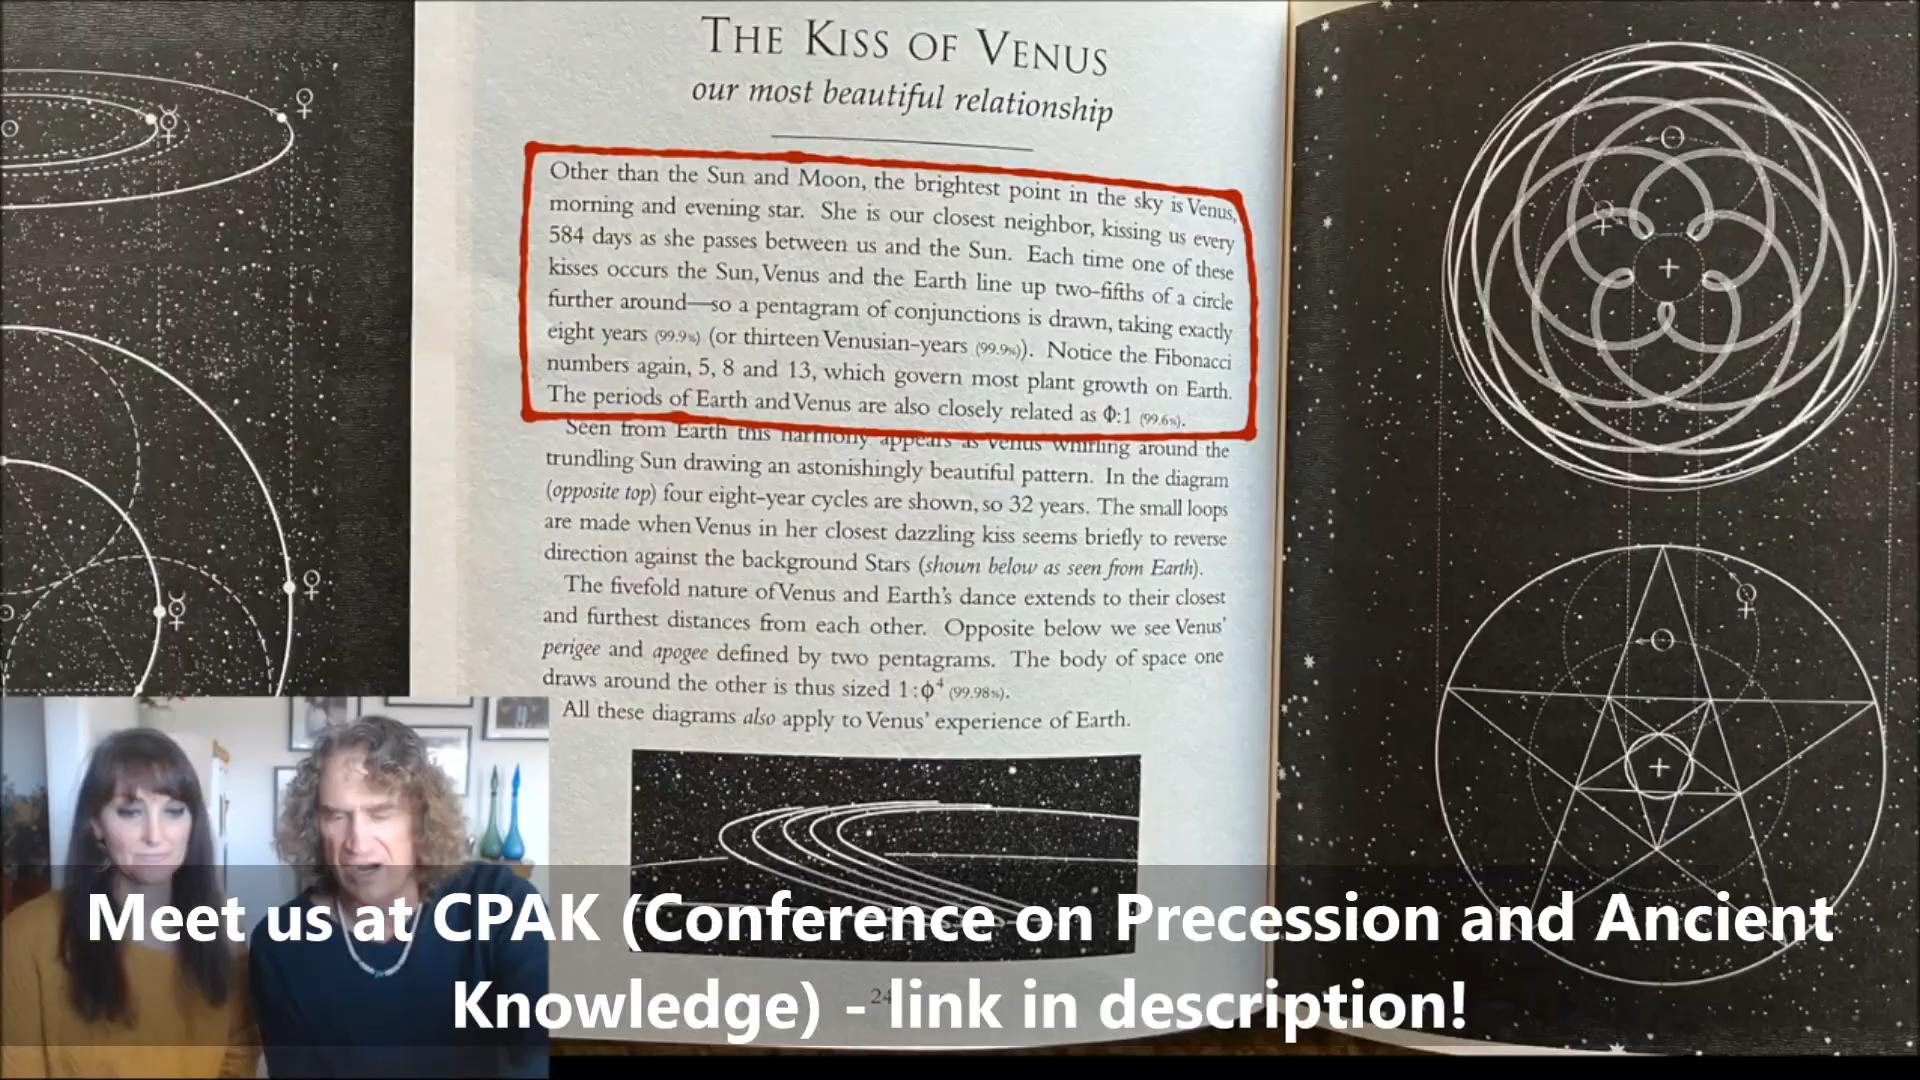 THE KISS OF VENUS
our most beautiful relationship
Other than the Sun and Moon, the brightest point in the sky is Venus,
morning and evening star. She is our closest neighbor, kissing us every
584 days as she passes between us and the Sun. Each time one of these
kisses occurs the Sun, Venus and the Earth line up two-fifths of a circle
further around—so a pentagram of conjunctions is drawn, taking exactly
eight years (99.9%) (or thirteen Venusian-years (99.9%)). Notice the Fibonacci
numbers again, 5, 8 and 13, which govern most plant growth on Earth.
The periods of Earth and Venus are also closely related as Φ:1 (99.6%).
Seen from Earth this harmony appears as Venus whirling around the
trundling Sun drawing an astonishingly beautiful pattern. In the diagram
(opposite top) four eight-year cycles are shown, so 32 years. The small loops
are made when Venus in her closest dazzling kiss seems briefly to reverse
direction against the background Stars (shown below as seen from Earth).
The fivefold nature of Venus and Earth's dance extends to their closest
and furthest distances from each other. Opposite below we see Venus'
perigee and apogee defined by two pentagrams. The body of space one
draws around the other is thus sized 1:ϕ⁴ (99.98%).
All these diagrams also apply to Venus' experience of Earth.
24
Meet us at CPAK (Conference on Precession and Ancient
Knowledge) - link in description!